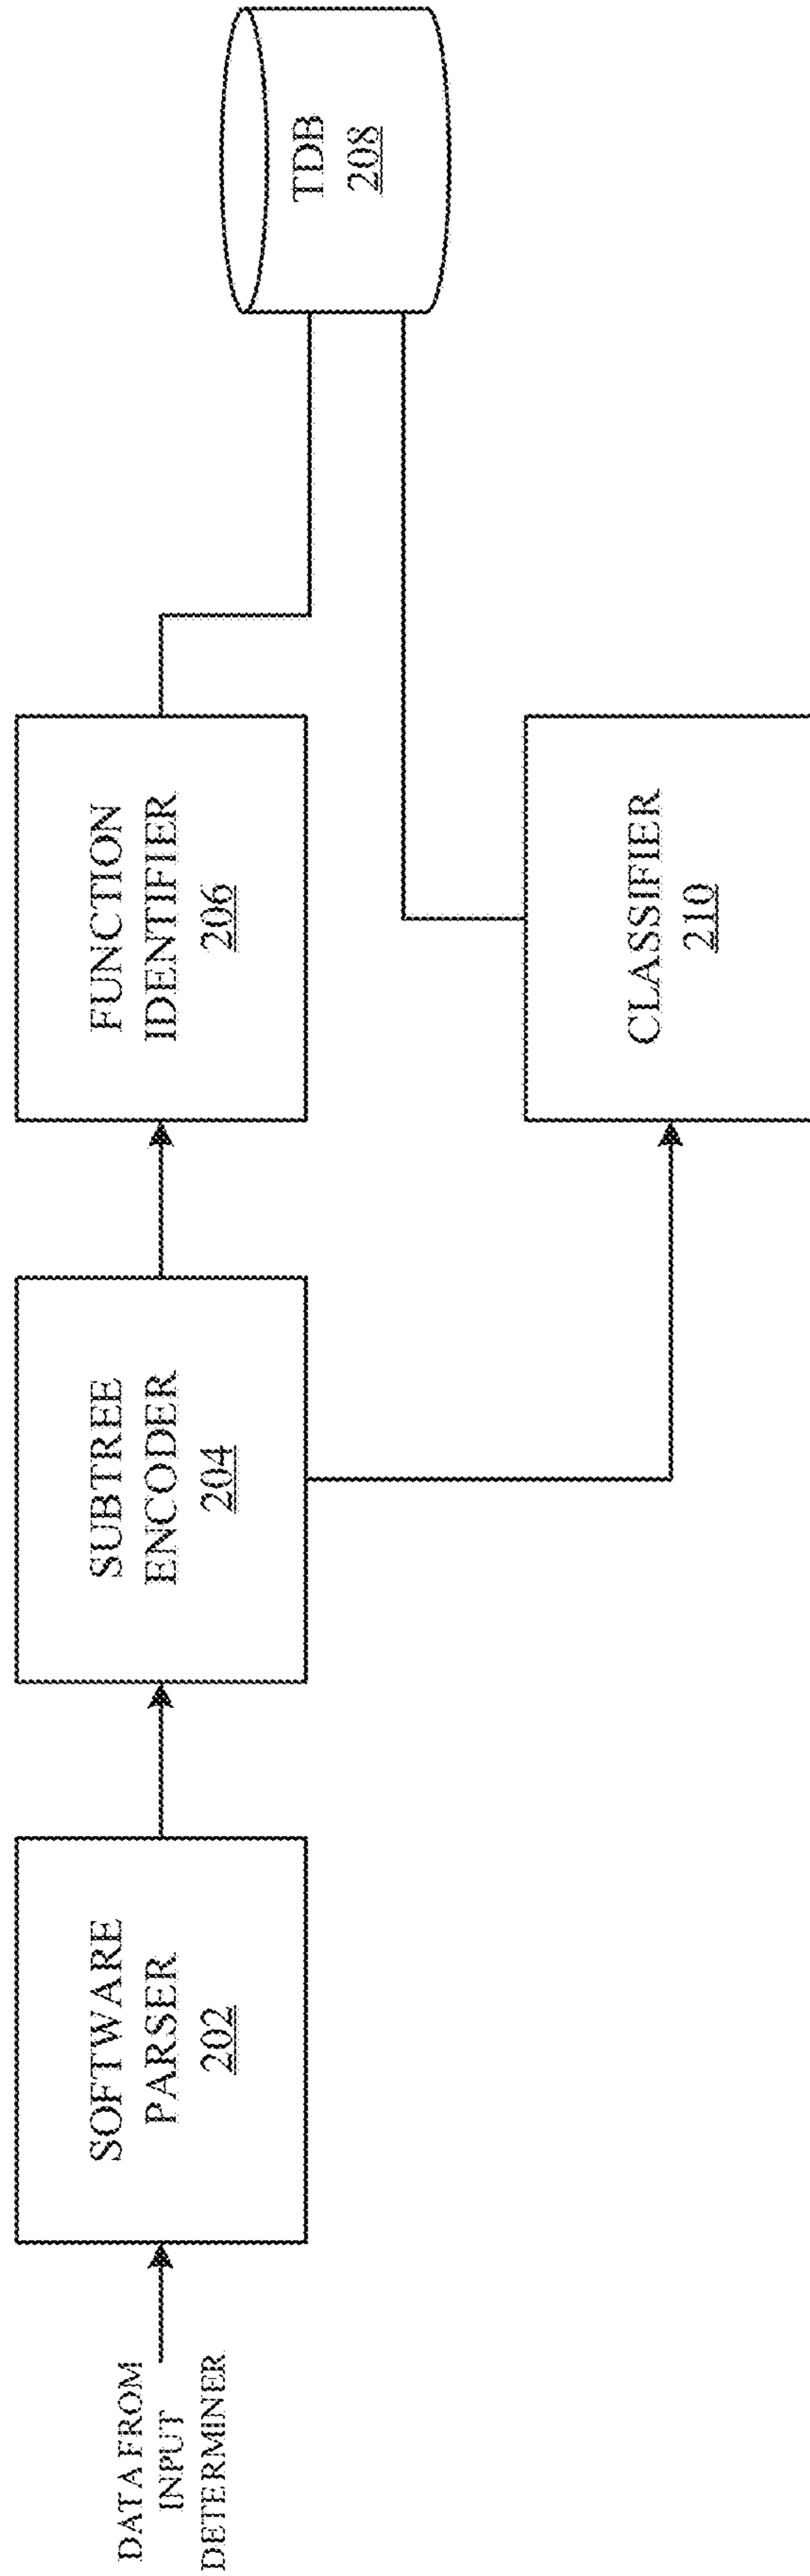 DATA FROM
INPUT
DETERMINER
SOFTWARE
PARSER
202
SUBTREE
ENCODER
204
FUNCTION
IDENTIFIER
206
TDB
208
CLASSIFIER
210